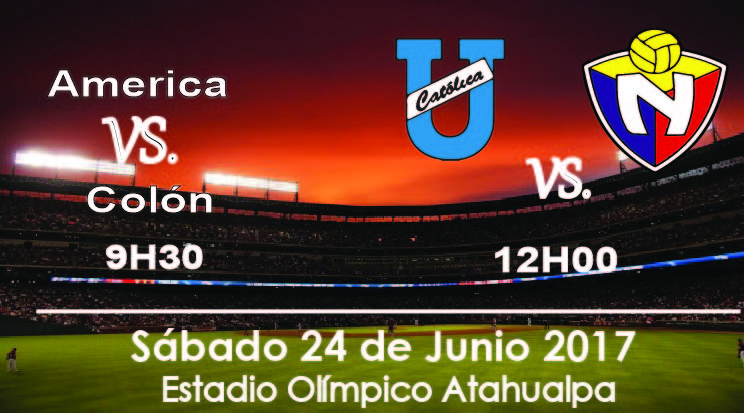 America
VS.
Colón
9H30
U
Católica
N
VS.
12H00
Sábado 24 de Junio 2017
Estadio Olímpico Atahualpa